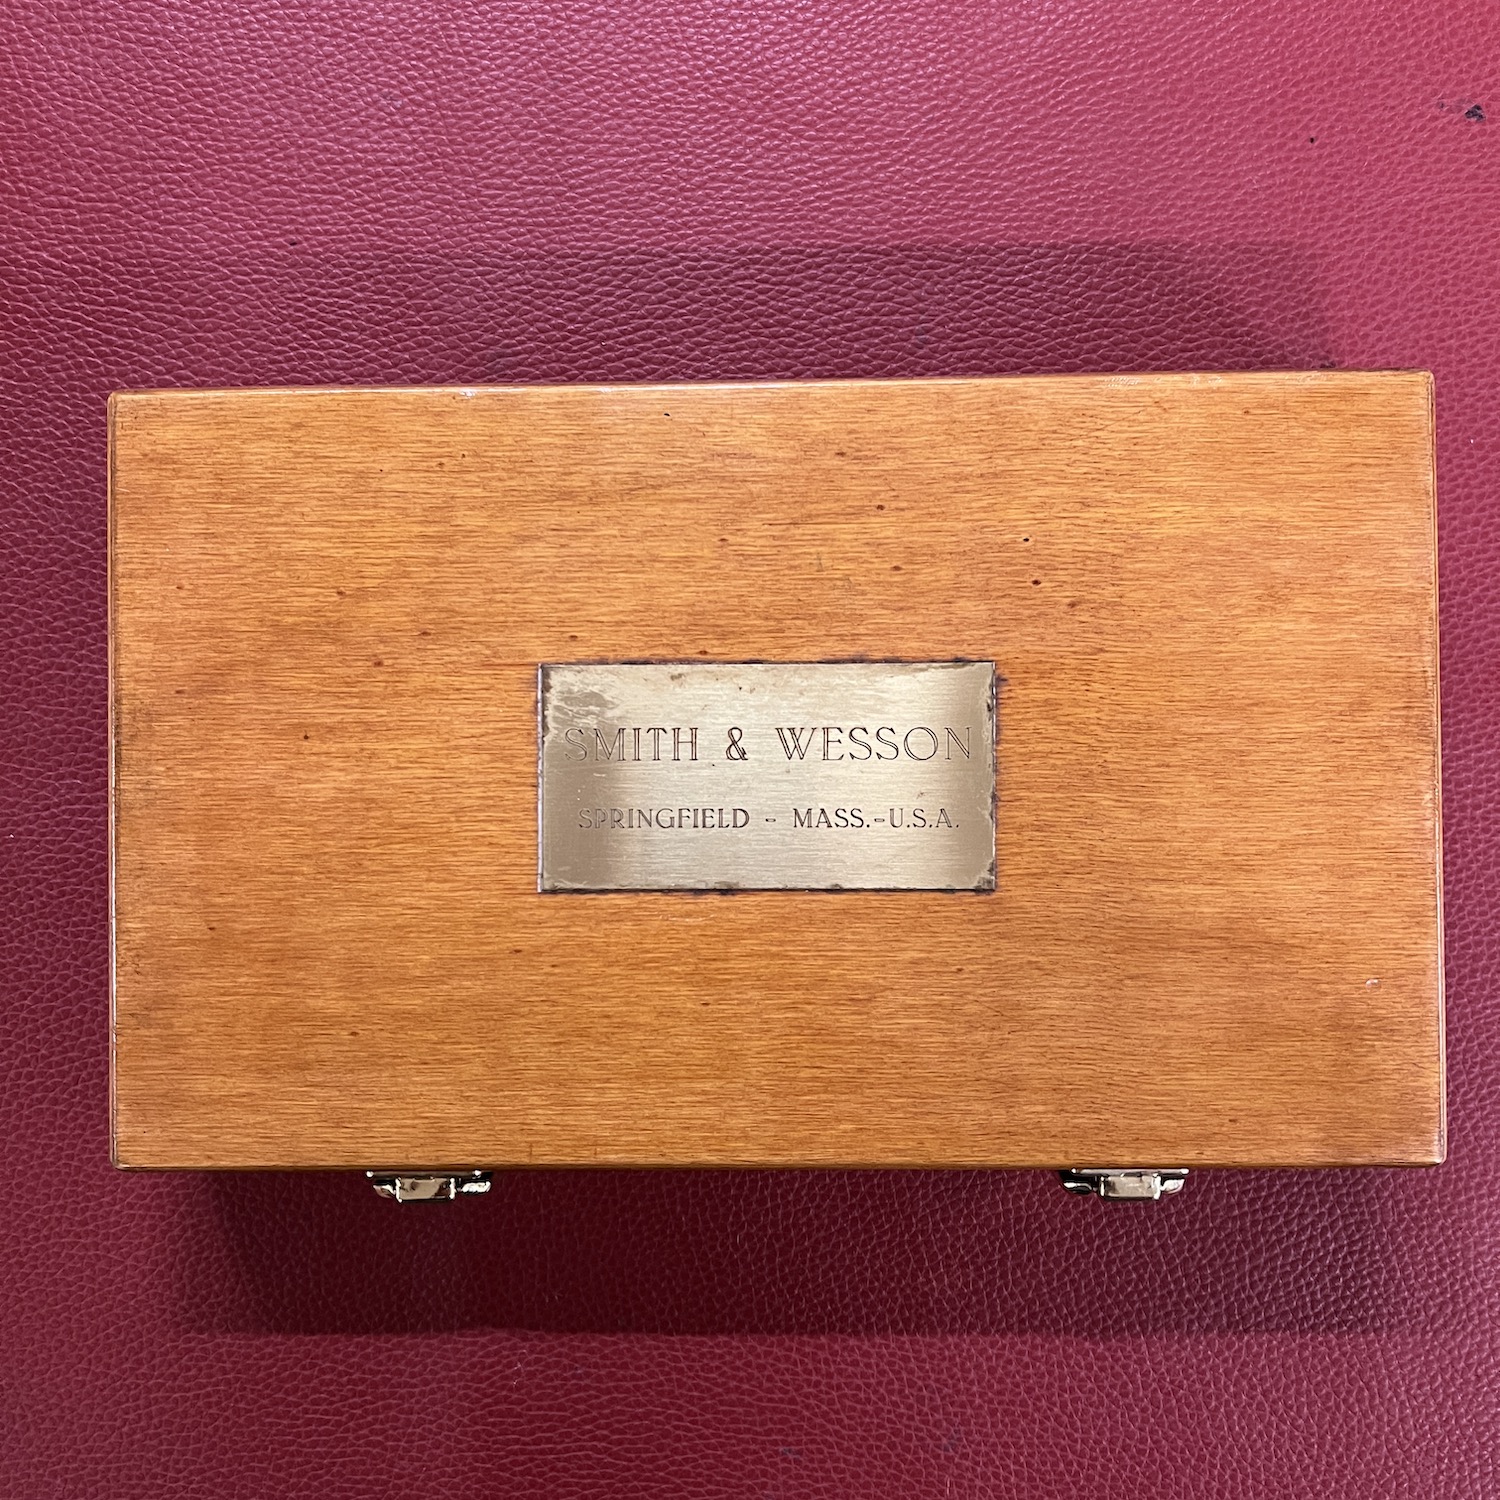 SMITH & WESSON
SPRINGFIELD - MASS.-U.S.A.